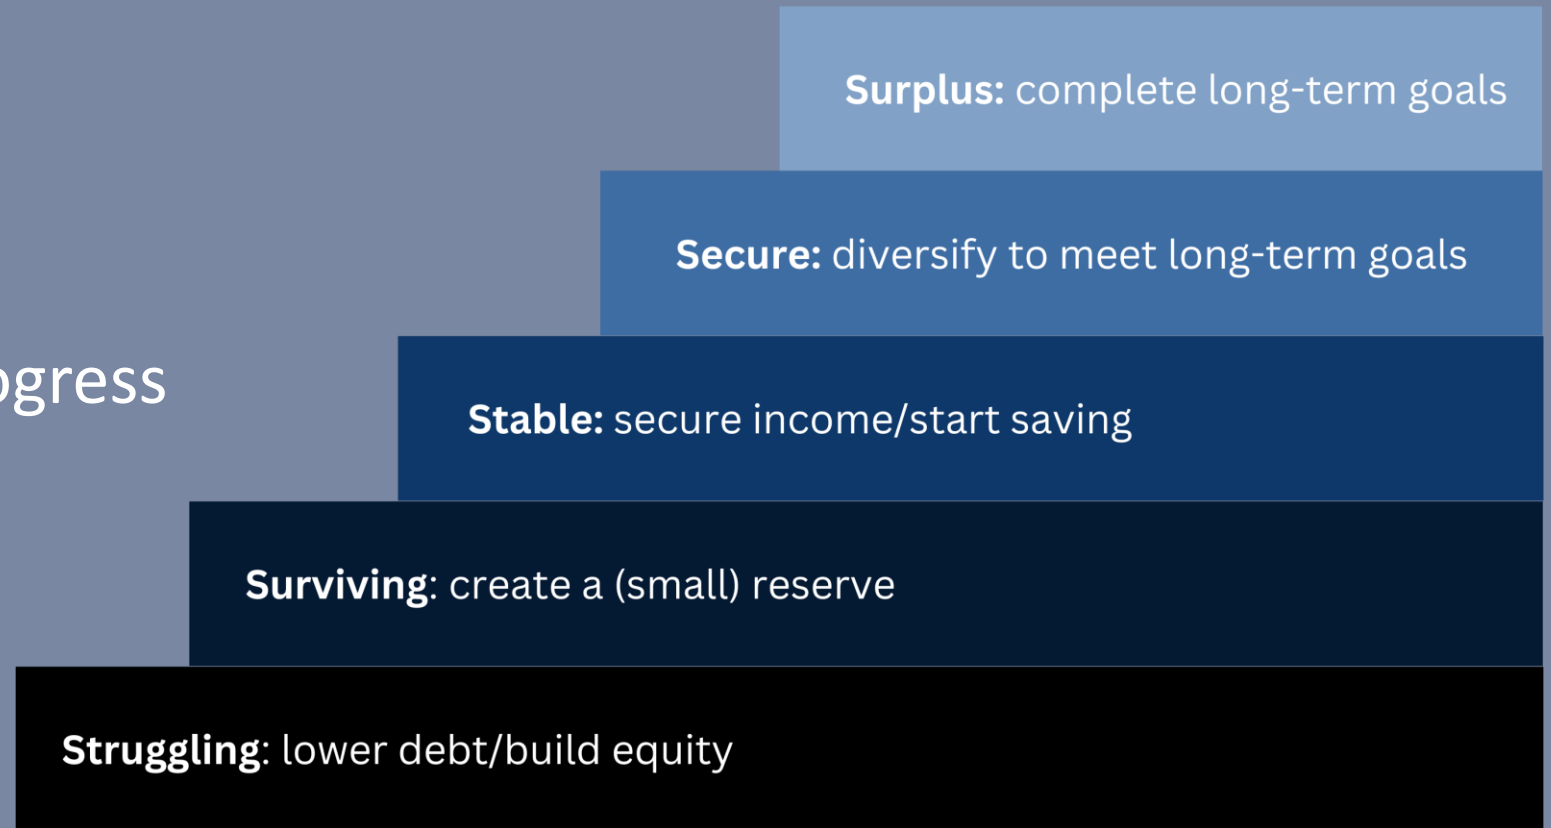 Surplus: complete long-term goals
Secure: diversify to meet long-term goals
ogress
Stable: secure income/start saving
Surviving: create a (small) reserve
Struggling: lower debt/build equity